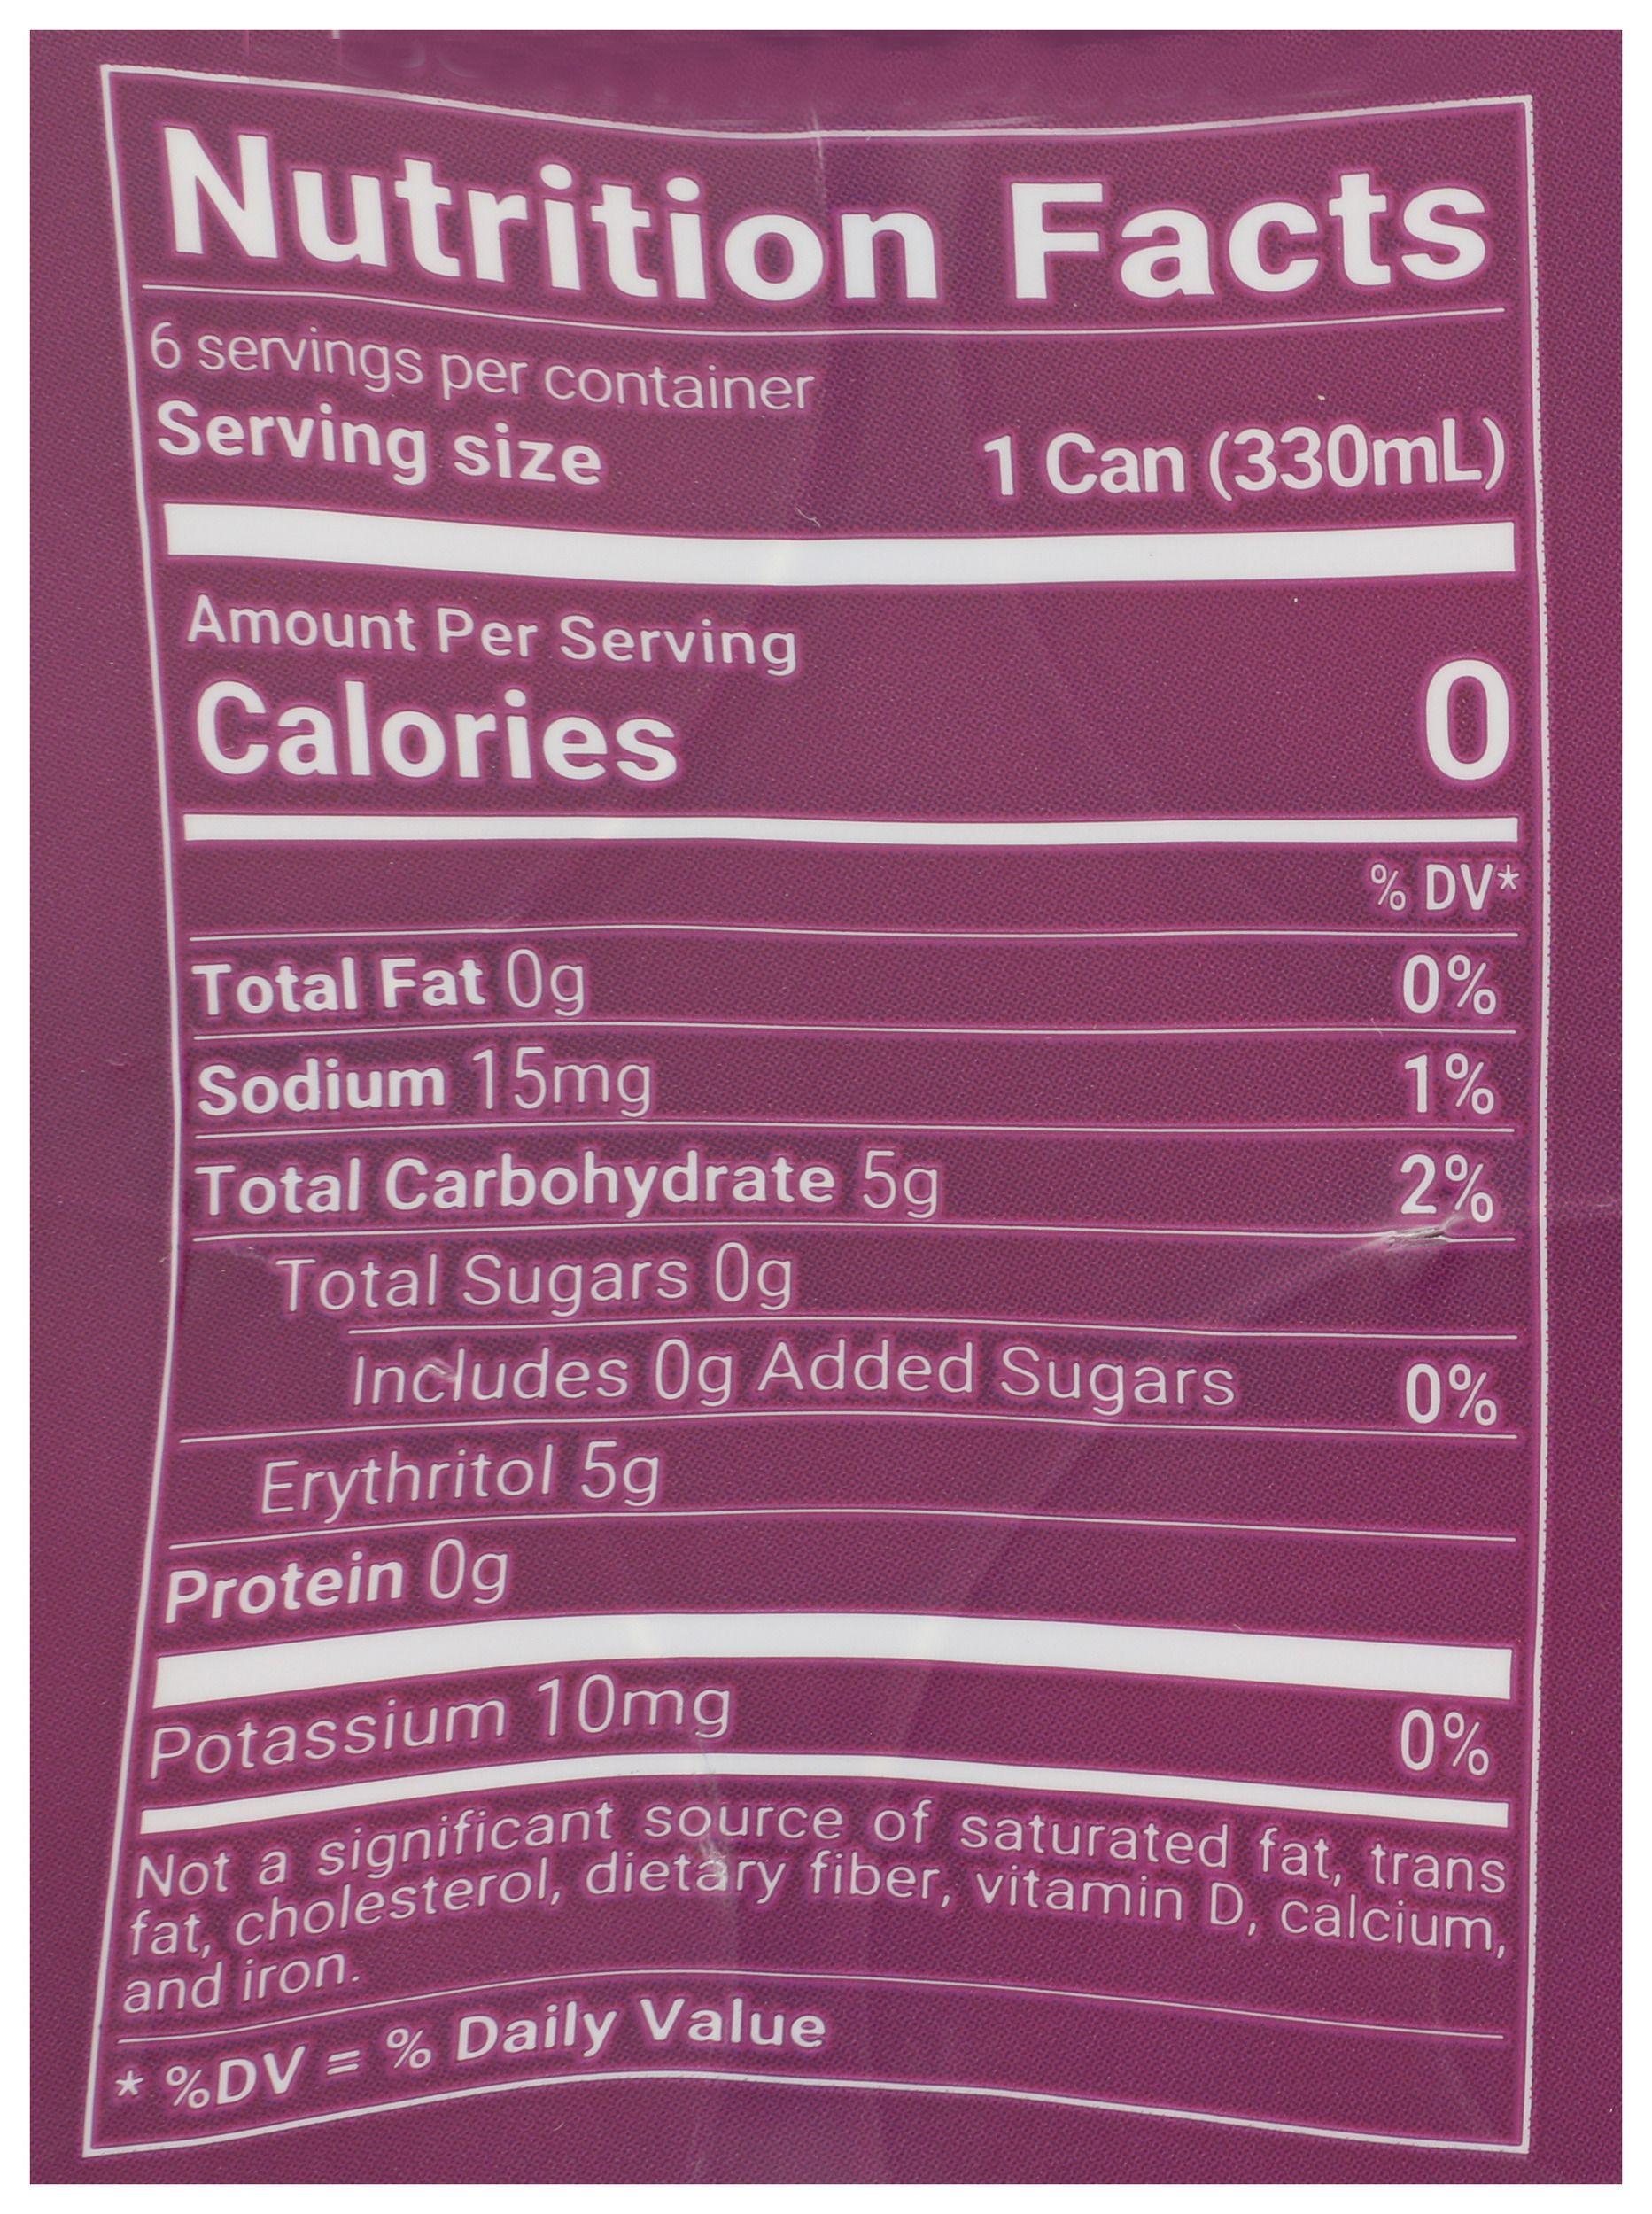 Nutrition Facts
6 servings per container
Serving size 1 Can (330mL)
Amount Per Serving
Calories 0
% DV*
Total Fat 0g 0%
Sodium 15mg 1%
Total Carbohydrate 5g 2%
Total Sugars 0g
Includes 0g Added Sugars 0%
Erythritol 5g
Protein 0g
Potassium 10mg 0%
Not a significant source of saturated fat, trans
fat, cholesterol, dietary fiber, vitamin D, calcium,
and iron.
* %DV = % Daily Value